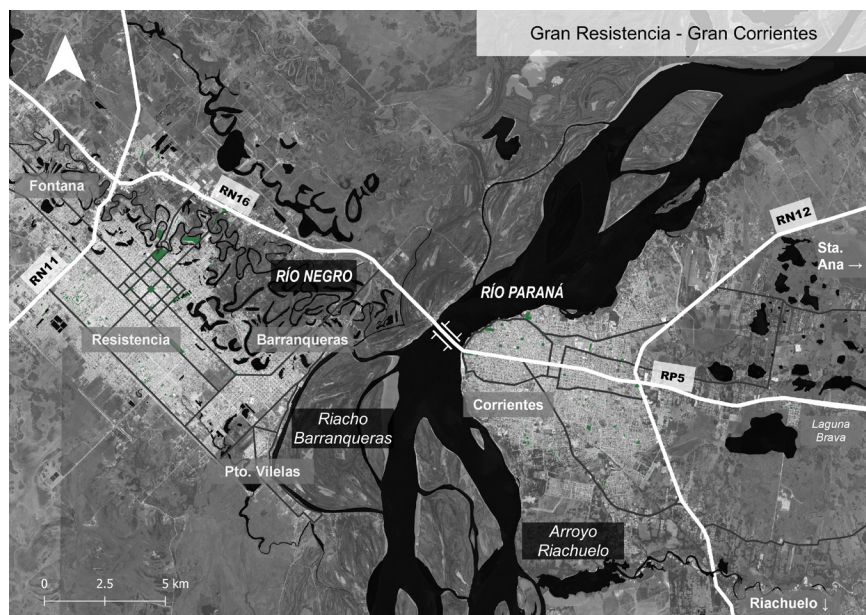 Gran Resistencia - Gran Corrientes
Fontana
RN16
RN12
Sta.
Ana →
RN11
RÍO NEGRO
RÍO PARANÁ
Resistencia
Barranqueras
RP5
Corrientes
Riacho
Barranqueras
Laguna
Brava
Pto. Vilelas
Arroyo
Riachuelo
0 2.5 5 km
Riachuelo ↓